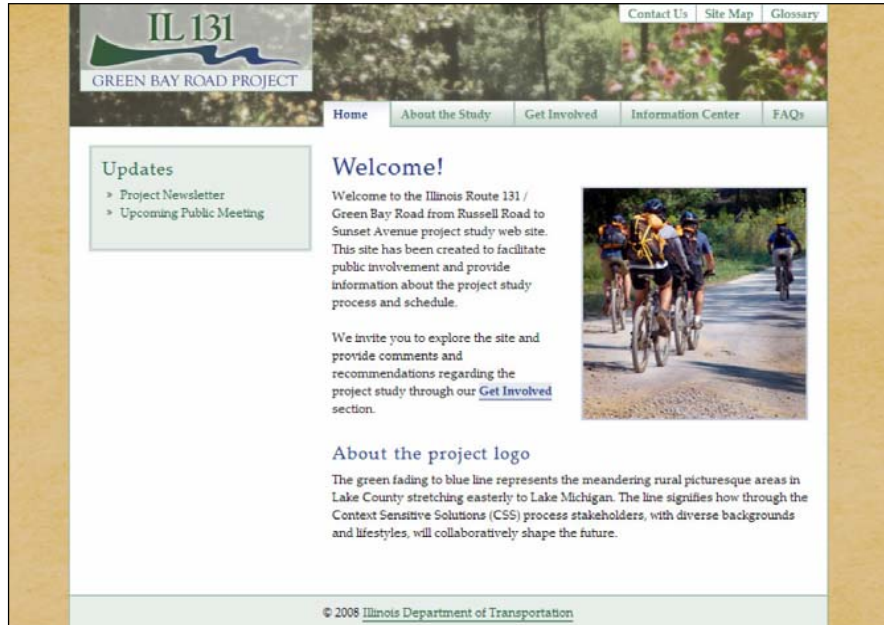 IL 131
GREEN BAY ROAD PROJECT
Contact Us Site Map Glossary
Home About the Study Get Involved Information Center FAQs
Updates
» Project Newsletter
» Upcoming Public Meeting
Welcome!
Welcome to the Illinois Route 131 /
Green Bay Road from Russell Road to
Sunset Avenue project study web site.
This site has been created to facilitate
public involvement and provide
information about the project study
process and schedule.
We invite you to explore the site and
provide comments and
recommendations regarding the
project study through our Get Involved
section.
About the project logo
The green fading to blue line represents the meandering rural picturesque areas in
Lake County stretching easterly to Lake Michigan. The line signifies how through the
Context Sensitive Solutions (CSS) process stakeholders, with diverse backgrounds
and lifestyles, will collaboratively shape the future.
© 2008 Illinois Department of Transportation